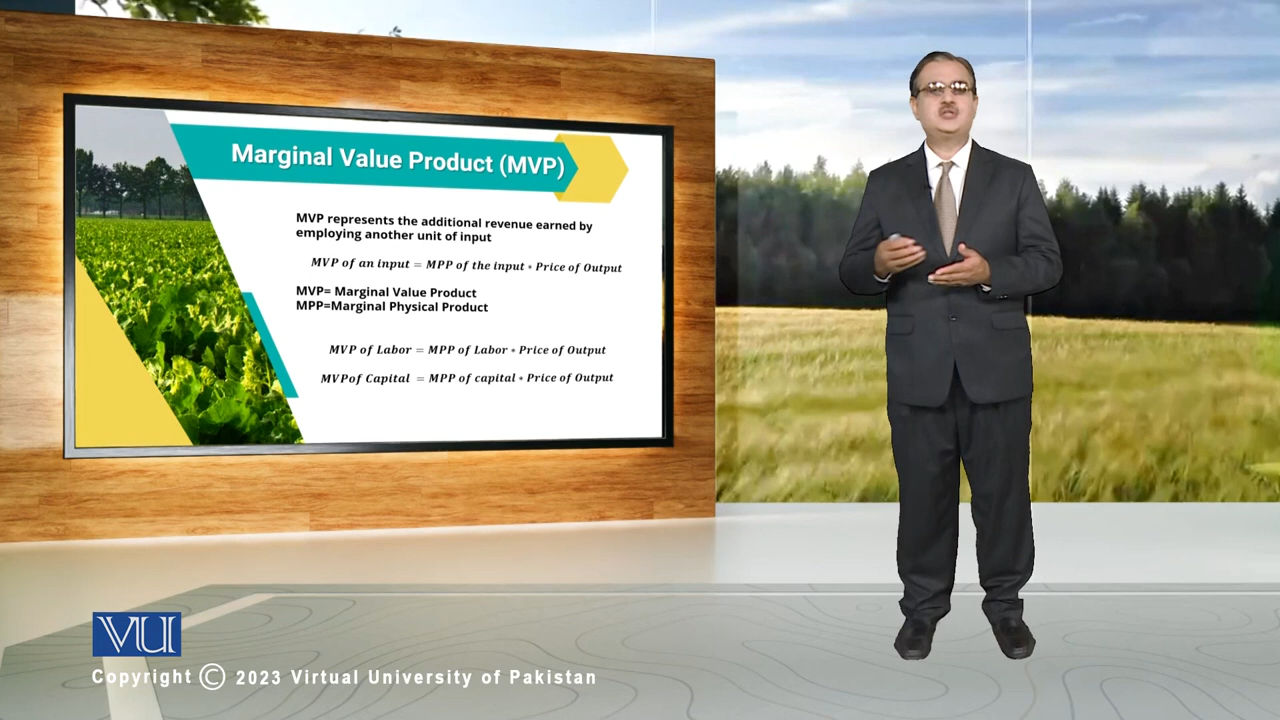 Marginal Value Product (MVP)
MVP represents the additional revenue earned by
employing another unit of input
MVP of an input = MPP of the input * Price of Output
MVP= Marginal Value Product
MPP=Marginal Physical Product
MVP of Labor = MPP of Labor * Price of Output
MVPof Capital = MPP of capital * Price of Output
VU
Copyright © 2023 Virtual University of Pakistan